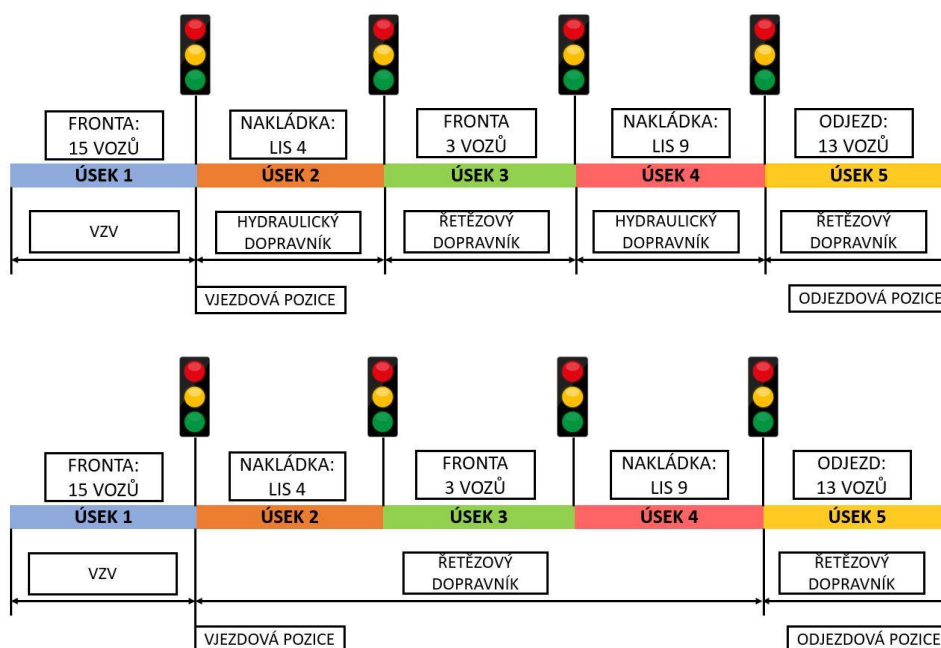 FRONTA:
15 VOZŮ
NAKLÁDKA:
LIS 4
FRONTA
3 VOZŮ
NAKLÁDKA:
LIS 9
ODJEZD:
13 VOZŮ
ÚSEK 1
ÚSEK 2
ÚSEK 3
ÚSEK 4
ÚSEK 5
VZV
HYDRAULICKÝ
DOPRAVNÍK
ŘETĚZOVÝ
DOPRAVNÍK
HYDRAULICKÝ
DOPRAVNÍK
ŘETĚZOVÝ
DOPRAVNÍK
VJEZDOVÁ POZICE
ODJEZDOVÁ POZICE
FRONTA:
15 VOZŮ
NAKLÁDKA:
LIS 4
FRONTA
3 VOZŮ
NAKLÁDKA:
LIS 9
ODJEZD:
13 VOZŮ
ÚSEK 1
ÚSEK 2
ÚSEK 3
ÚSEK 4
ÚSEK 5
VZV
ŘETĚZOVÝ
DOPRAVNÍK
ŘETĚZOVÝ
DOPRAVNÍK
VJEZDOVÁ POZICE
ODJEZDOVÁ POZICE